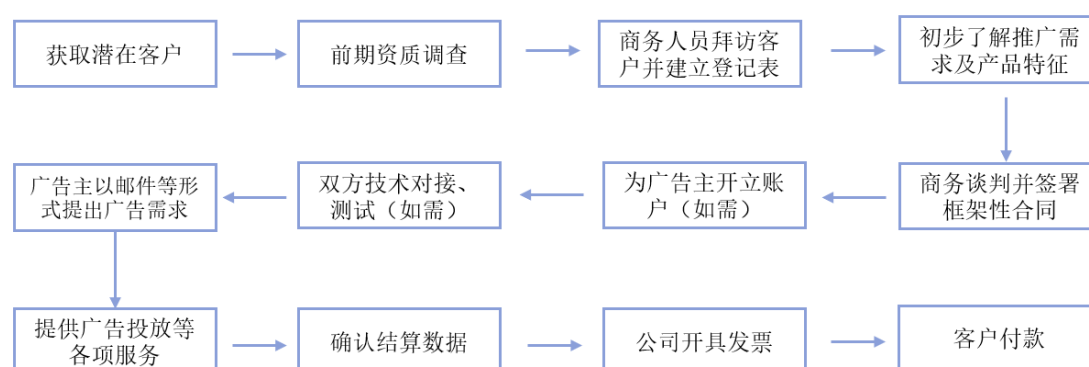 获取潜在客户
前期资质调查
商务人员拜访客
户并建立登记表
初步了解推广需
求及产品特征
商务谈判并签署
框架性合同
为广告主开立账
户（如需）
双方技术对接、
测试（如需）
广告主以邮件等形
式提出广告需求
提供广告投放等
各项服务
确认结算数据
公司开具发票
客户付款